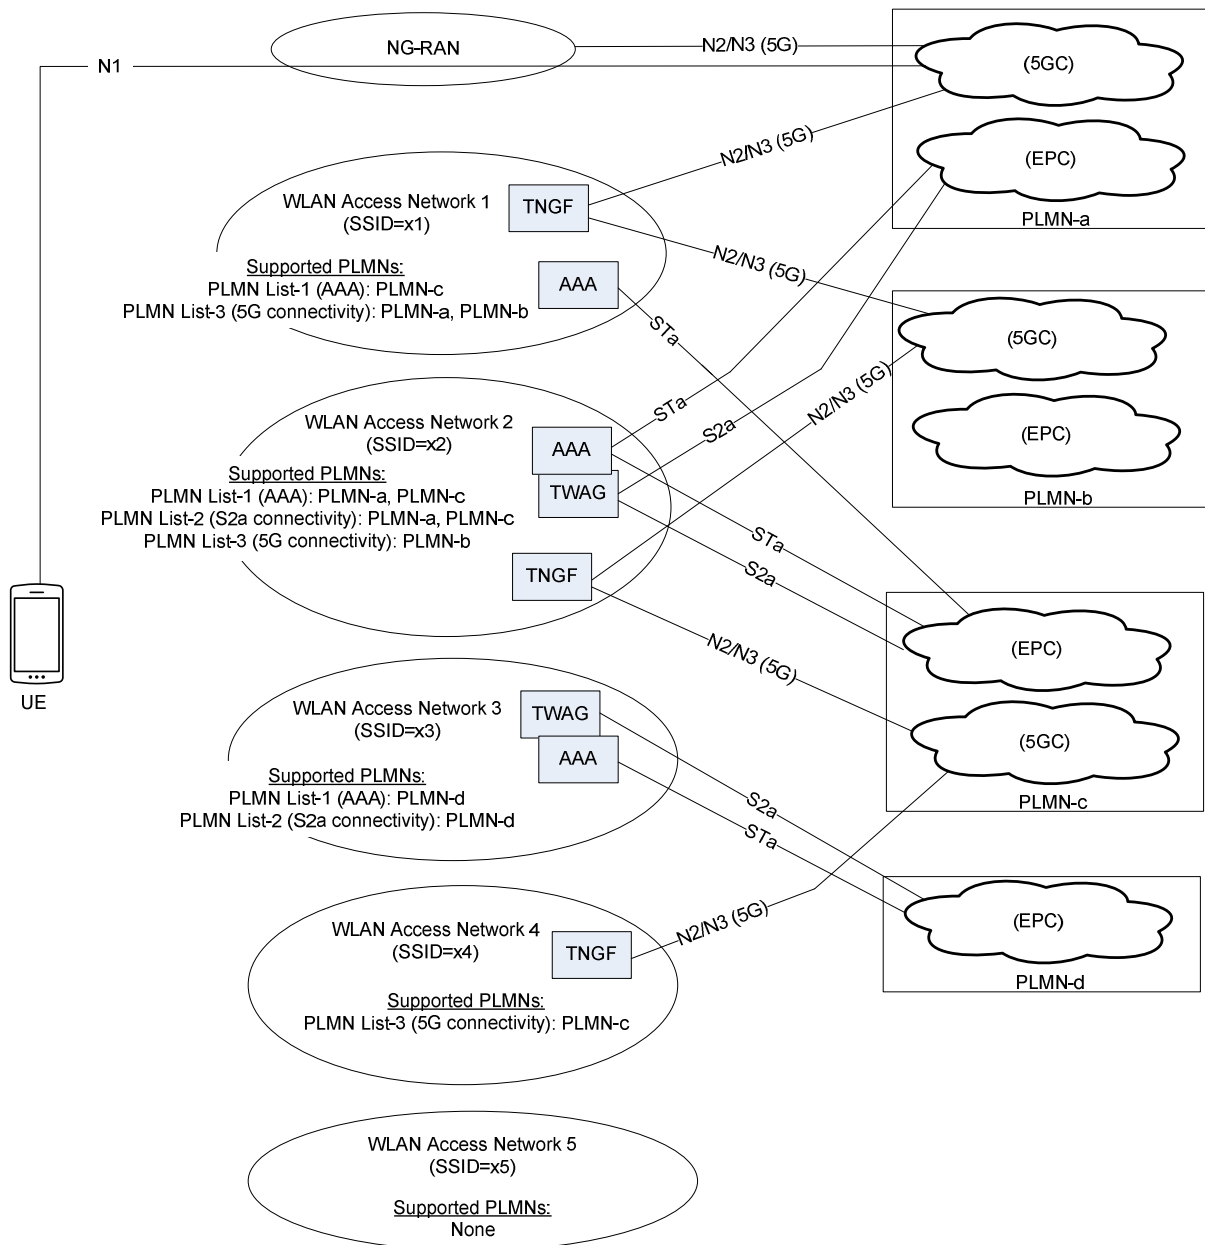 NG-RAN
N2/N3 (5G)
N1
(5GC)
(EPC)
PLMN-a
N2/N3 (5G)
WLAN Access Network 1
(SSID=x1)
TNGF
Supported PLMNs:
PLMN List-1 (AAA): PLMN-c
PLMN List-3 (5G connectivity): PLMN-a, PLMN-b
AAA
N2/N3 (5G)
STa
(5GC)
(EPC)
PLMN-b
STa
S2a
N2/N3 (5G)
WLAN Access Network 2
(SSID=x2)
AAA
TWAG
Supported PLMNs:
PLMN List-1 (AAA): PLMN-a, PLMN-c
PLMN List-2 (S2a connectivity): PLMN-a, PLMN-c
PLMN List-3 (5G connectivity): PLMN-b
TNGF
STa
S2a
N2/N3 (5G)
UE
(EPC)
(5GC)
PLMN-c
WLAN Access Network 3
(SSID=x3)
TWAG
AAA
Supported PLMNs:
PLMN List-1 (AAA): PLMN-d
PLMN List-2 (S2a connectivity): PLMN-d
S2a
STa
(EPC)
PLMN-d
WLAN Access Network 4
(SSID=x4)
TNGF
N2/N3 (5G)
Supported PLMNs:
PLMN List-3 (5G connectivity): PLMN-c
WLAN Access Network 5
(SSID=x5)
Supported PLMNs:
None